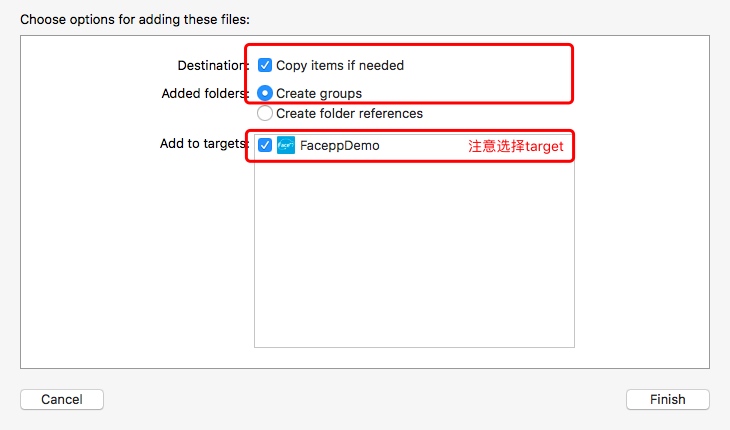 Choose options for adding these files:
Destination: Copy items if needed
Added folders: Create groups
Create folder references
Add to targets: FaceppDemo 注意选择target
Cancel Finish